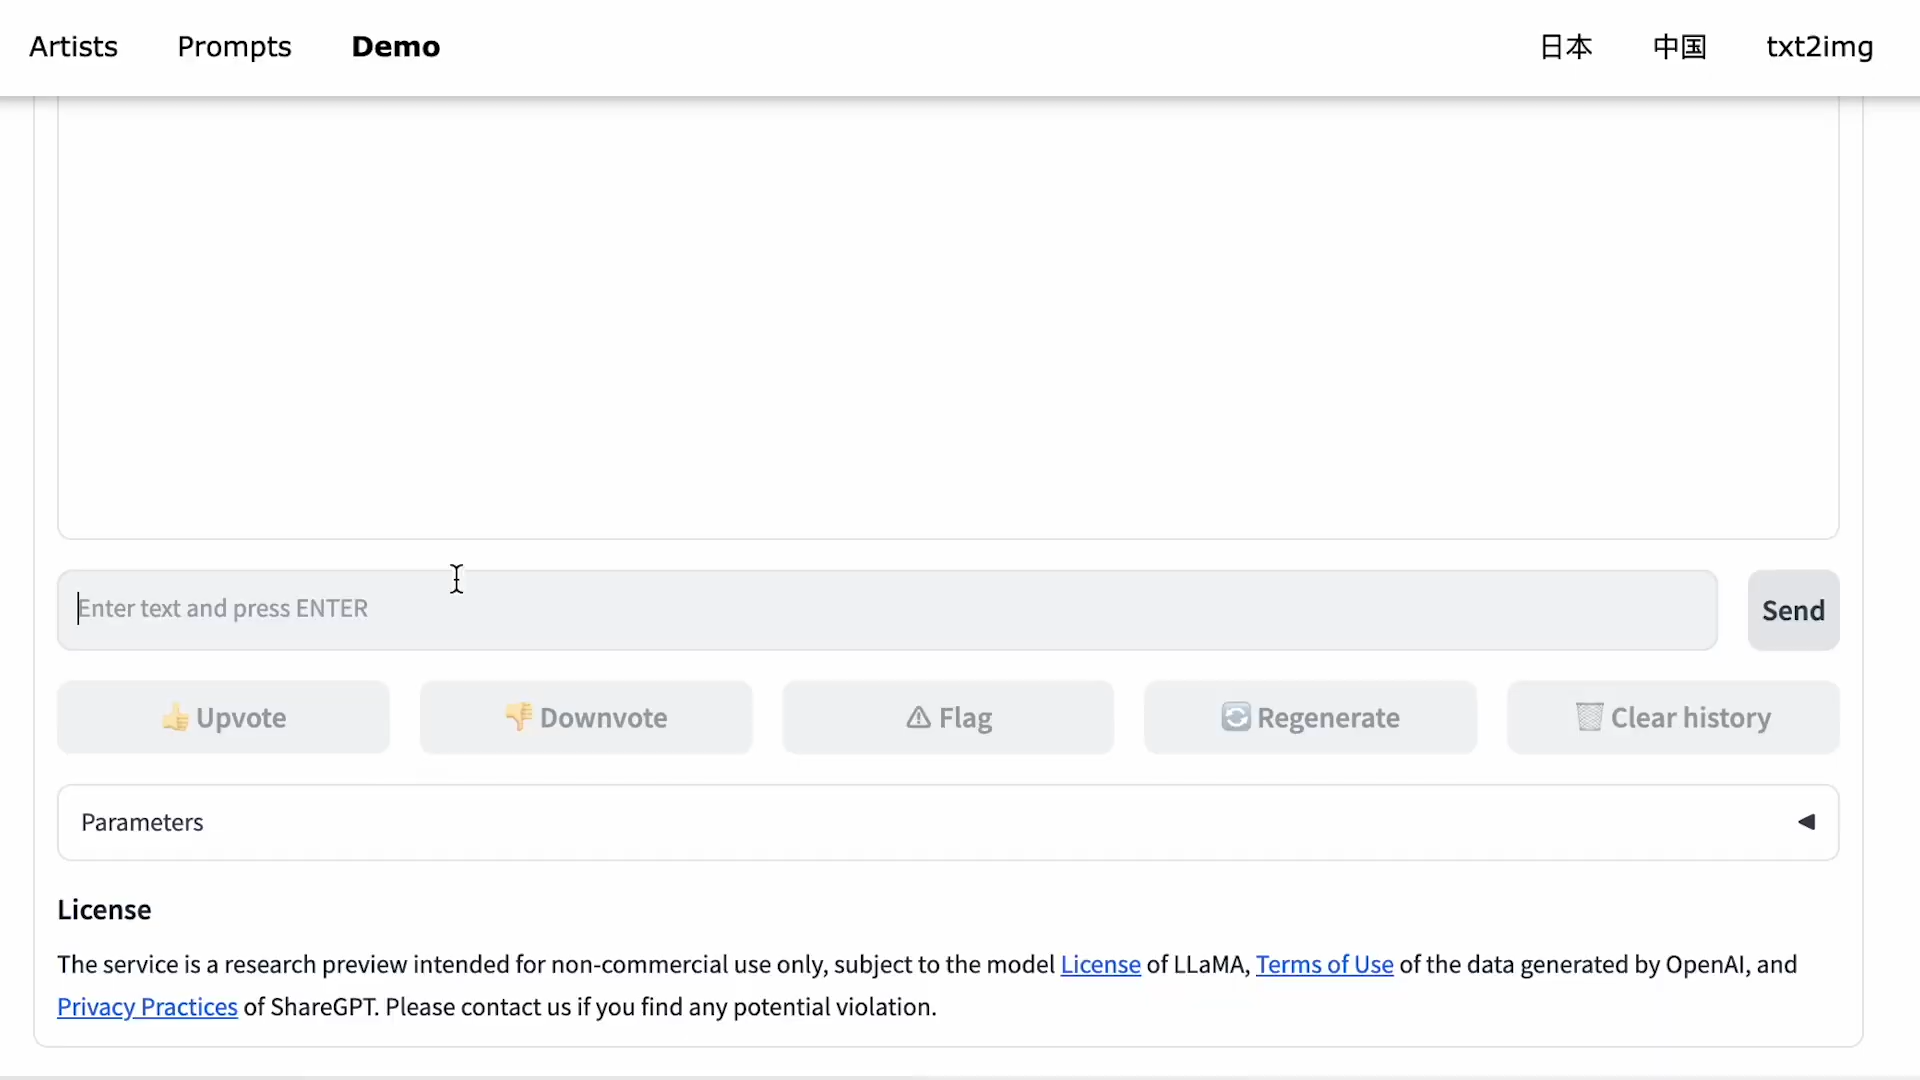 Artists Prompts Demo 日本 中国 txt2img
Enter text and press ENTER
Send
👍 Upvote 👎 Downvote ⚠ Flag 🔄 Regenerate 🗑 Clear history
Parameters ◀
License
The service is a research preview intended for non-commercial use only, subject to the model License of LLaMA, Terms of Use of the data generated by OpenAI, and
Privacy Practices of ShareGPT. Please contact us if you find any potential violation.